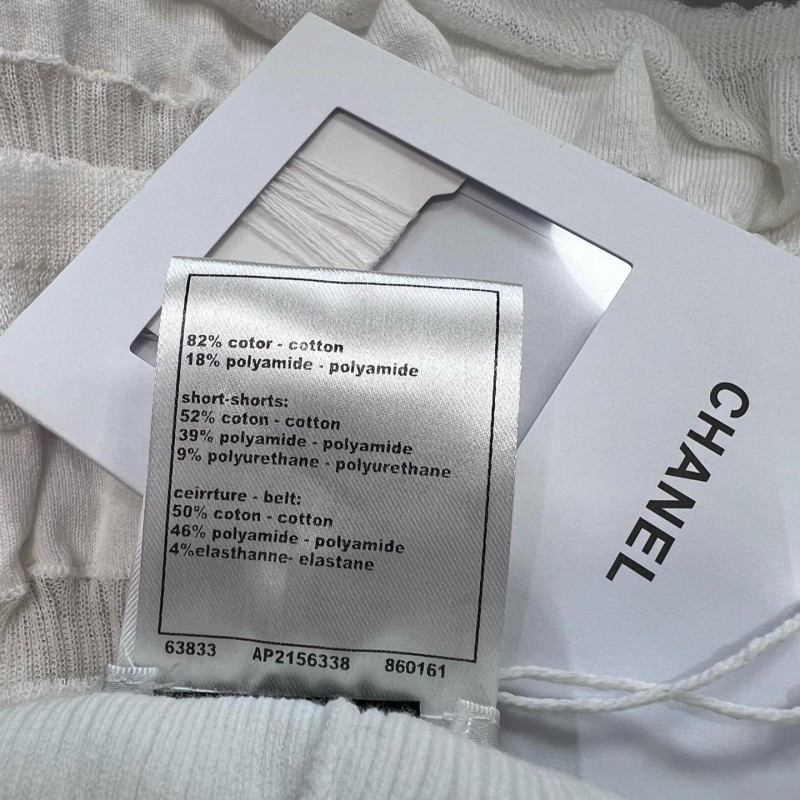 82% cotor - cotton
18% polyamide - polyamide
short-shorts:
52% coton - cotton
39% polyamide - polyamide
9% polyurethane - polyurethane
ceirrture - belt:
50% coton - cotton
46% polyamide - polyamide
4%elasthanne- elastane
63833 AP2156338 860161
CHANEL